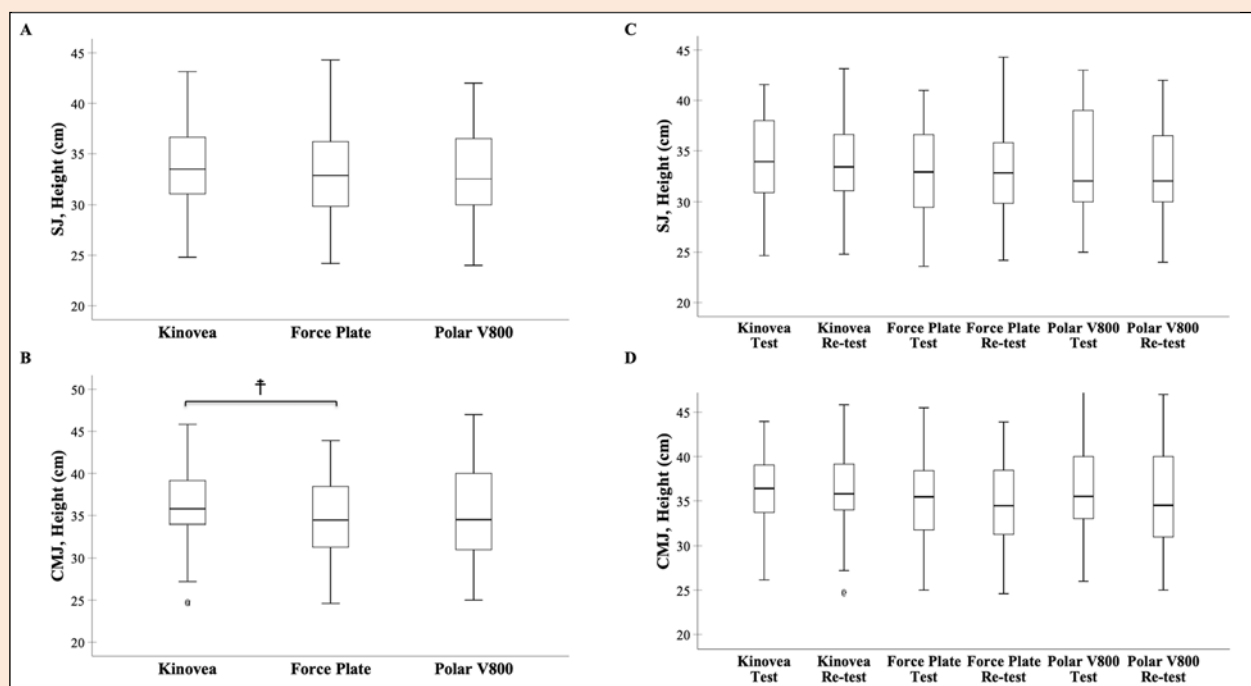 A
45
40
35
30
25
20
SJ, Height (cm)
Kinovea Force Plate Polar V800
B
†
50
45
40
35
30
25
20
CMJ, Height (cm)
Kinovea Force Plate Polar V800
C
45
40
35
30
25
20
SJ, Height (cm)
Kinovea Kinovea Force Plate Force Plate Polar V800 Polar V800
Test Re-test Test Re-test Test Re-test
D
45
40
35
30
25
20
CMJ, Height (cm)
Kinovea Kinovea Force Plate Force Plate Polar V800 Polar V800
Test Re-test Test Re-test Test Re-test